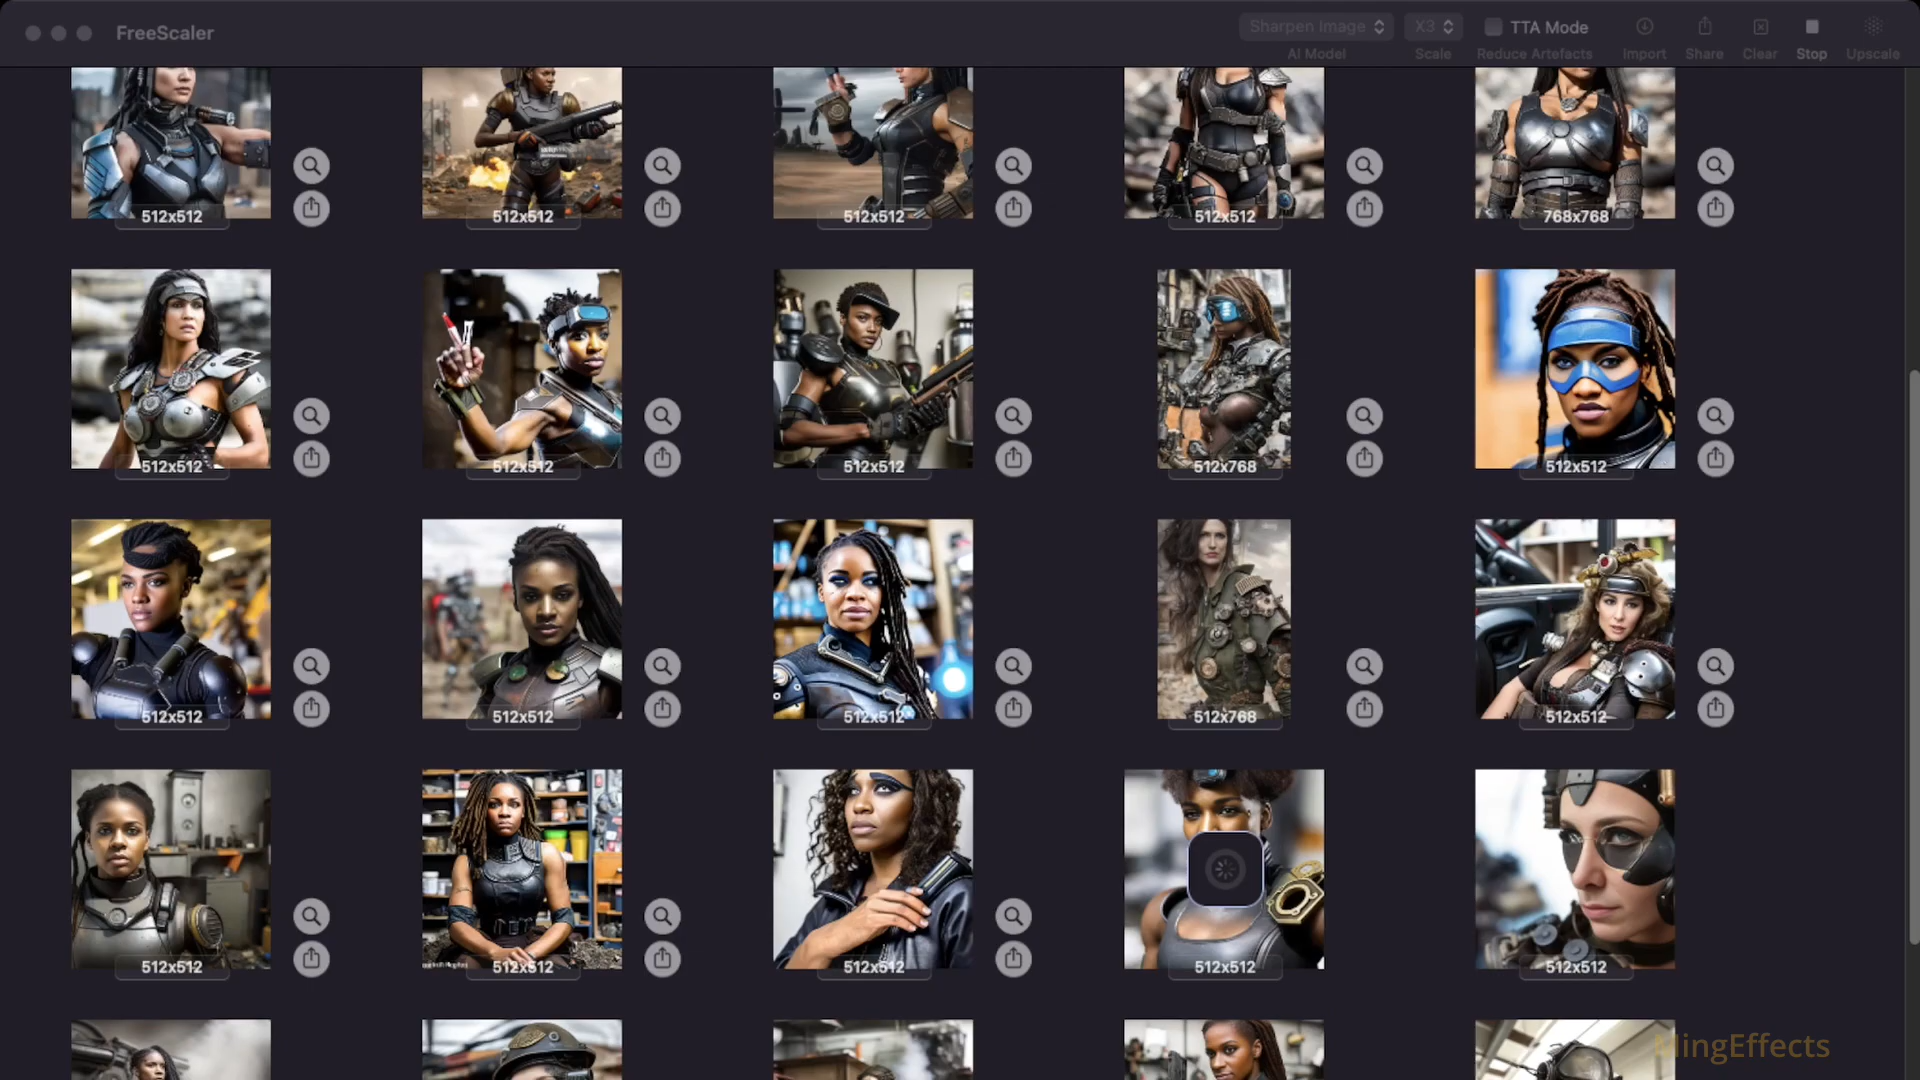 FreeScaler
Sharpen Image
X3
TTA Mode
AI Model
Scale
Reduce Artefacts
Import
Share
Clear
Stop
Upscale
512x512
512x512
512x512
512x512
768x768
512x512
512x512
512x512
512x768
512x512
512x512
512x512
512x512
512x768
512x512
512x512
512x512
512x512
512x512
512x512
MingEffects